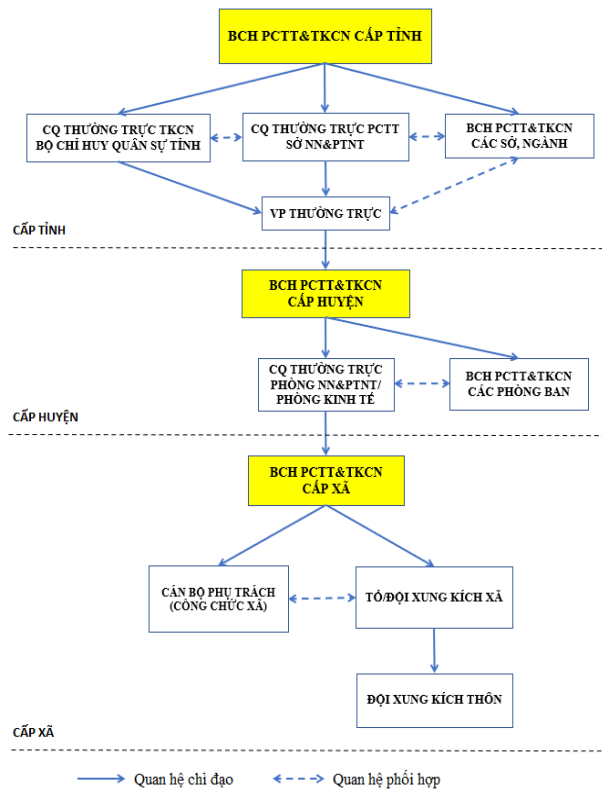 BCH PCTT&TKCN CẤP TỈNH
CQ THƯỜNG TRỰC TKCN
BỘ CHỈ HUY QUÂN SỰ TỈNH
CQ THƯỜNG TRỰC PCTT
SỞ NN&PTNT
BCH PCTT&TKCN
CÁC SỞ, NGÀNH
VP THƯỜNG TRỰC
CẤP TỈNH
BCH PCTT&TKCN
CẤP HUYỆN
CQ THƯỜNG TRỰC
PHÒNG NN&PTNT/
PHÒNG KINH TẾ
BCH PCTT&TKCN
CÁC PHÒNG BAN
CẤP HUYỆN
BCH PCTT&TKCN
CẤP XÃ
CÁN BỘ PHỤ TRÁCH
(CÔNG CHỨC XÃ)
TỔ/ĐỘI XUNG KÍCH XÃ
ĐỘI XUNG KÍCH THÔN
CẤP XÃ
Quan hệ chỉ đạo
Quan hệ phối hợp